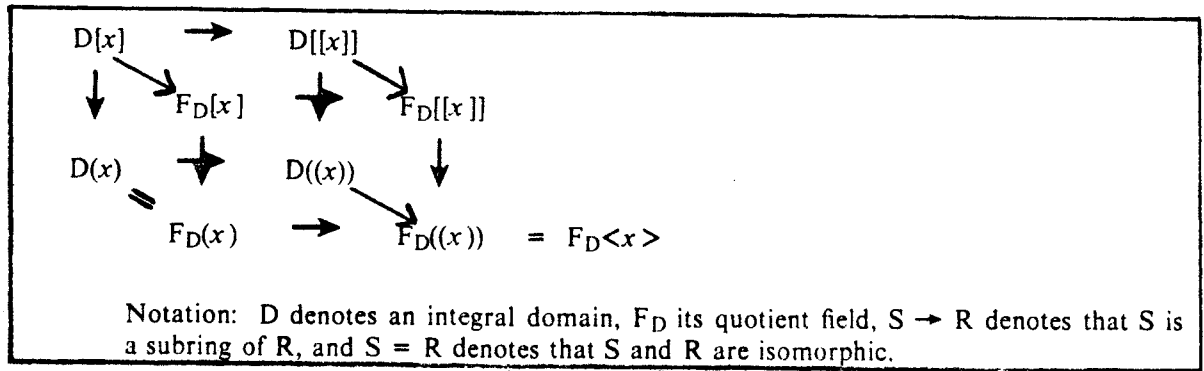 D[x] → D[[x]]
F_D[x] → F_D[[x]]
D(x) → D((x))
F_D(x) → F_D((x)) = F_D<x>
Notation: D denotes an integral domain, F_D its quotient field, S → R denotes that S is
a subring of R, and S = R denotes that S and R are isomorphic.